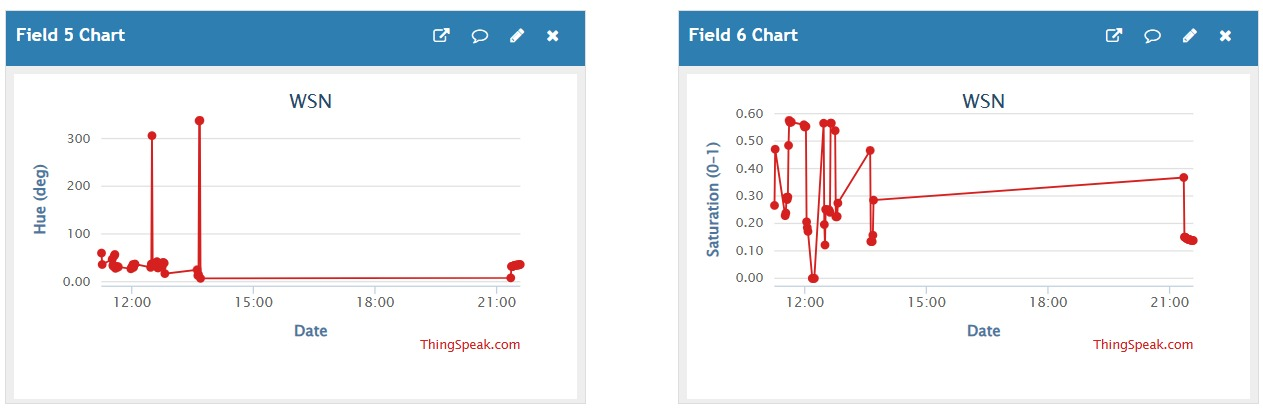 Field 5 Chart
WSN
Hue (deg)
300
200
100
0.00
12:00 15:00 18:00 21:00
Date
ThingSpeak.com
Field 6 Chart
WSN
Saturation (0-1)
0.60
0.50
0.40
0.30
0.20
0.10
0.00
12:00 15:00 18:00 21:00
Date
ThingSpeak.com